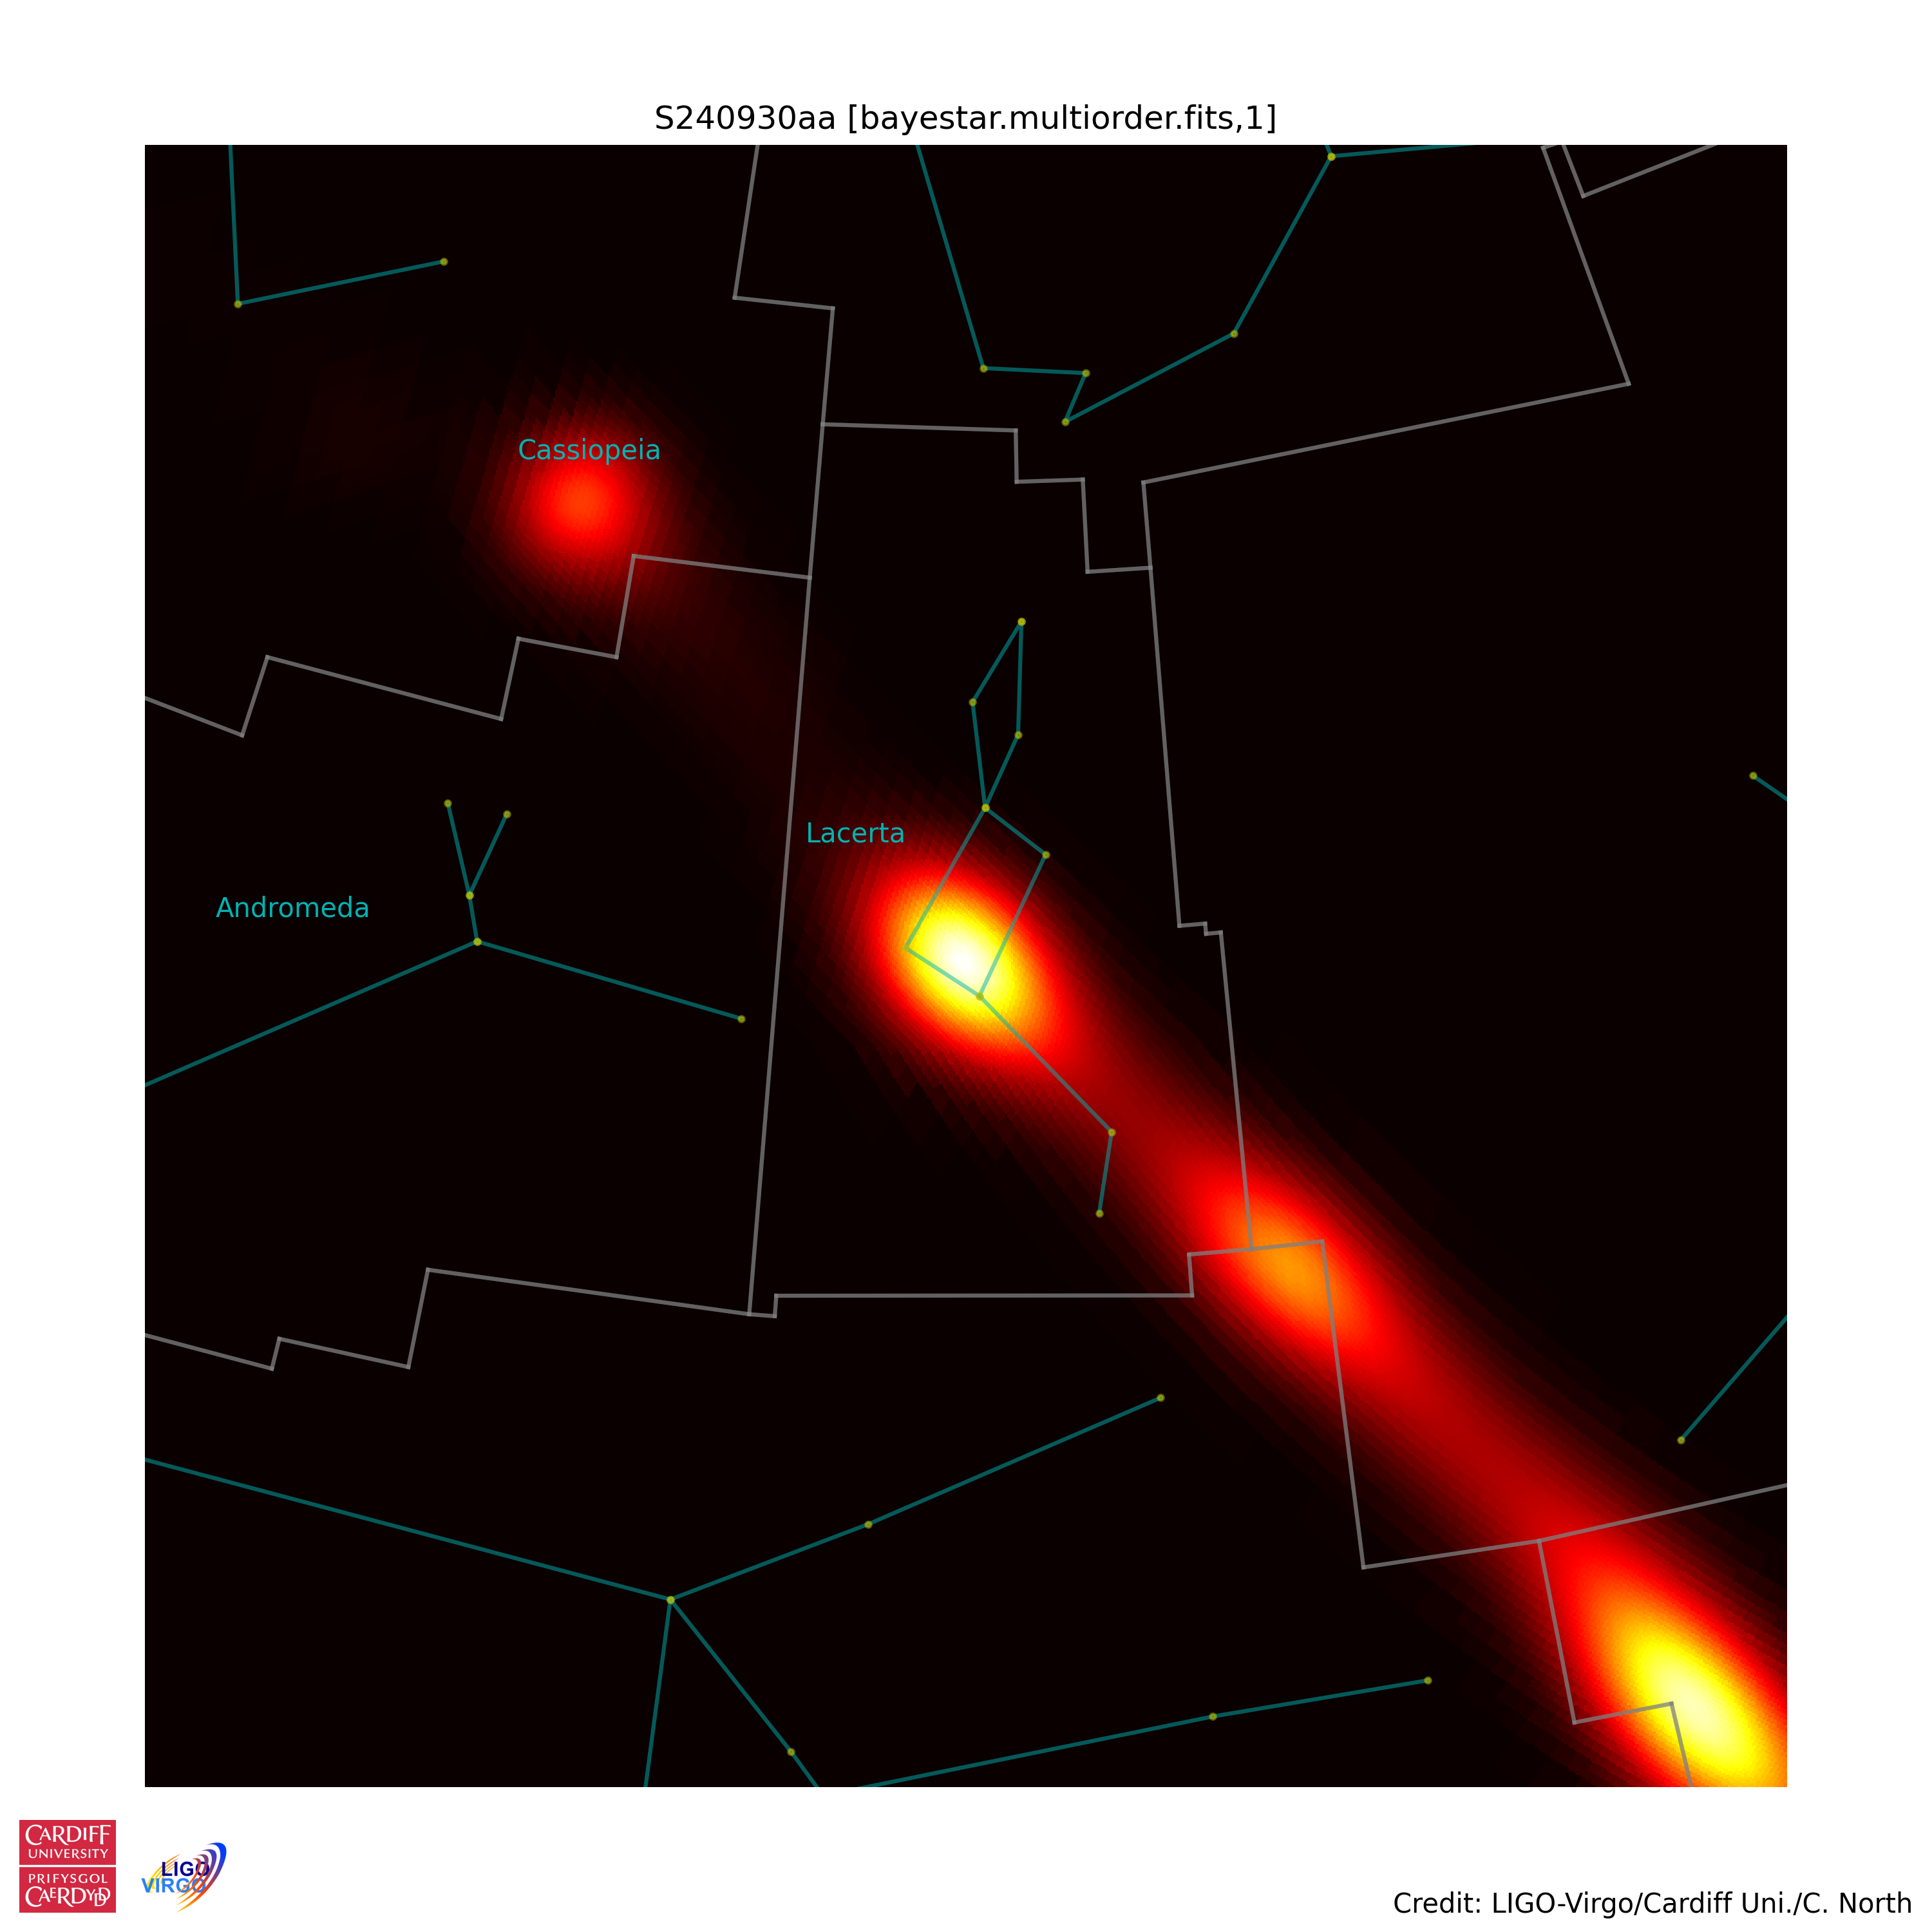 S240930aa [bayestar.multiorder.fits,1]
Cassiopeia
Lacerta
Andromeda
CARDIFF
UNIVERSITY
PRIFYSGOL
CAERDYDD
LIGO
VIRGO
Credit: LIGO-Virgo/Cardiff Uni./C. North